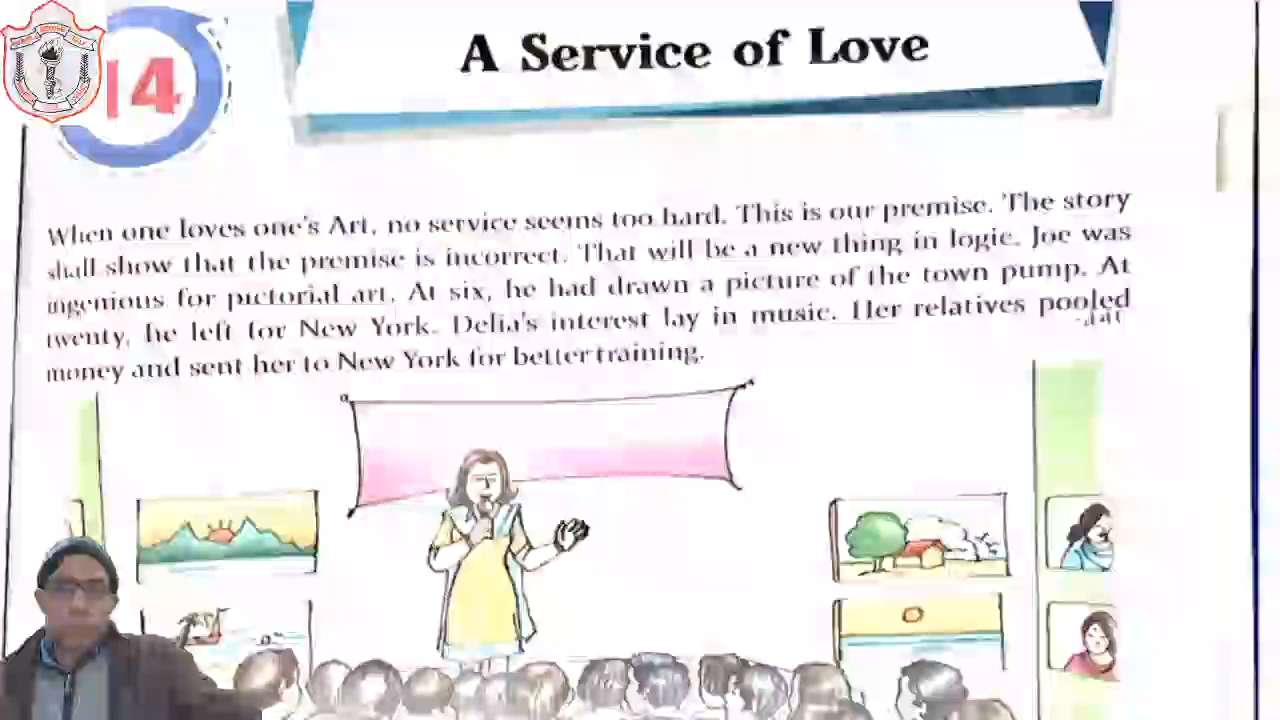 14
A Service of Love
When one loves one's Art, no service seems too hard. This is our premise. The story
shall show that the premise is incorrect. That will be a new thing in logic. Joe was
ingenious for pictorial art. At six, he had drawn a picture of the town pump. At
twenty, he left for New York. Delia's interest lay in music. Her relatives pooled
money and sent her to New York for better training.